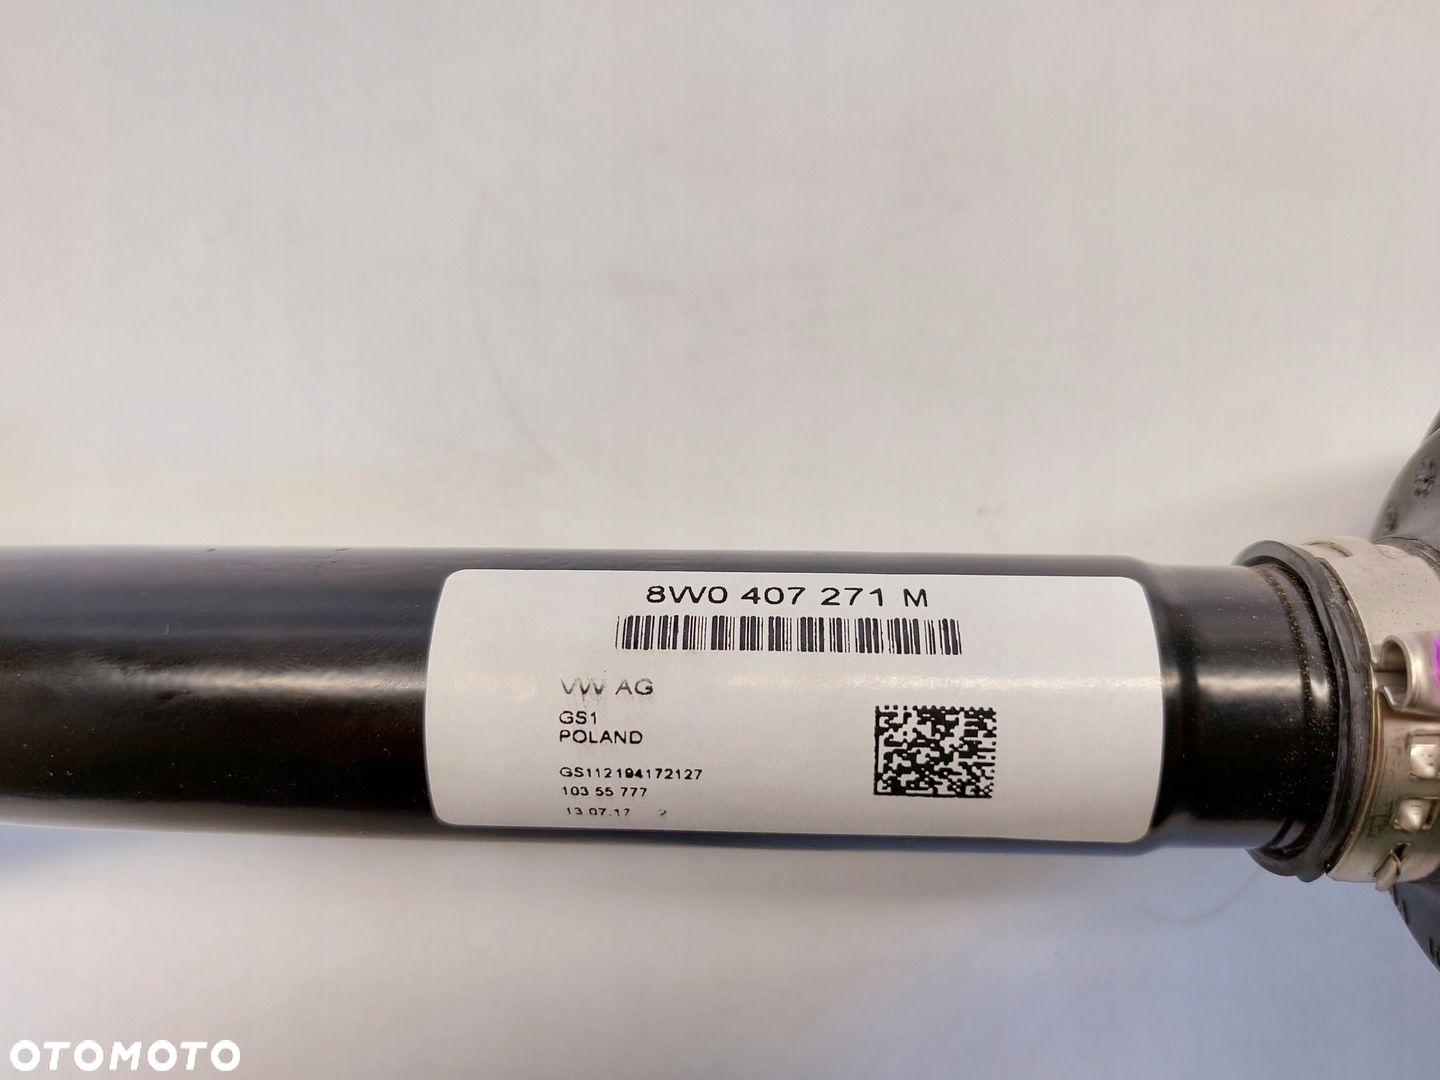 8W0 407 271 M
VW AG
GS1
POLAND
GS112194172127
103 55 777
13.07.17 2
OTOMOTO